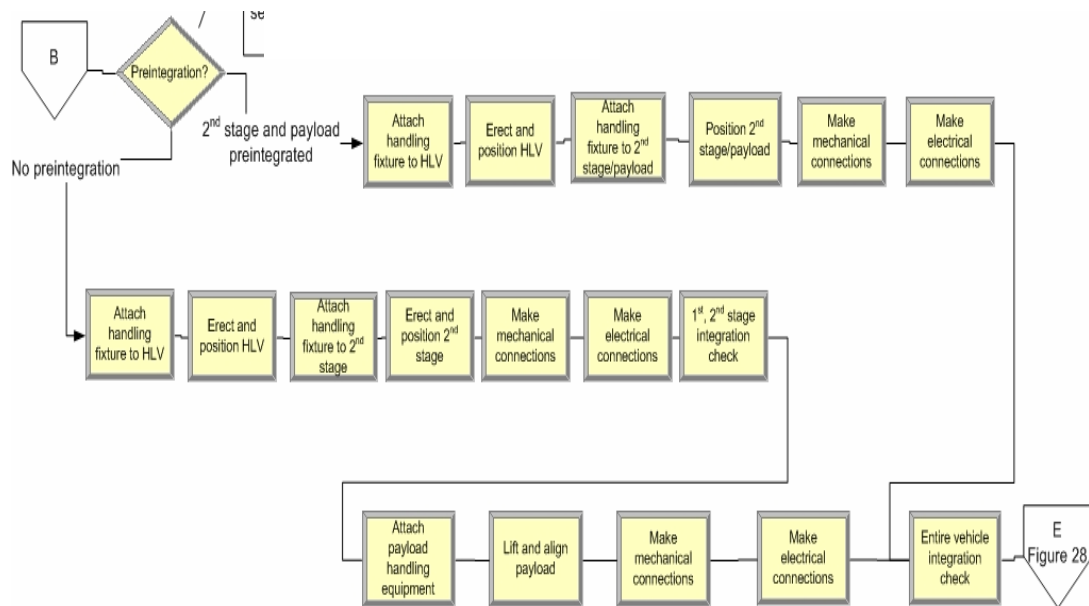 se
B
Preintegration?
2nd stage and payload
preintegrated
No preintegration
Attach
handling
fixture to HLV
Erect and
position HLV
Attach
handling
fixture to 2nd
stage/payload
Position 2nd
stage/payload
Make
mechanical
connections
Make
electrical
connections
Attach
handling
fixture to HLV
Erect and
position HLV
Attach
handling
fixture to 2nd
stage
Erect and
position 2nd
stage
Make
mechanical
connections
Make
electrical
connections
1st, 2nd stage
integration
check
Attach
payload
handling
equipment
Lift and align
payload
Make
mechanical
connections
Make
electrical
connections
Entire vehicle
integration
check
E
Figure 28